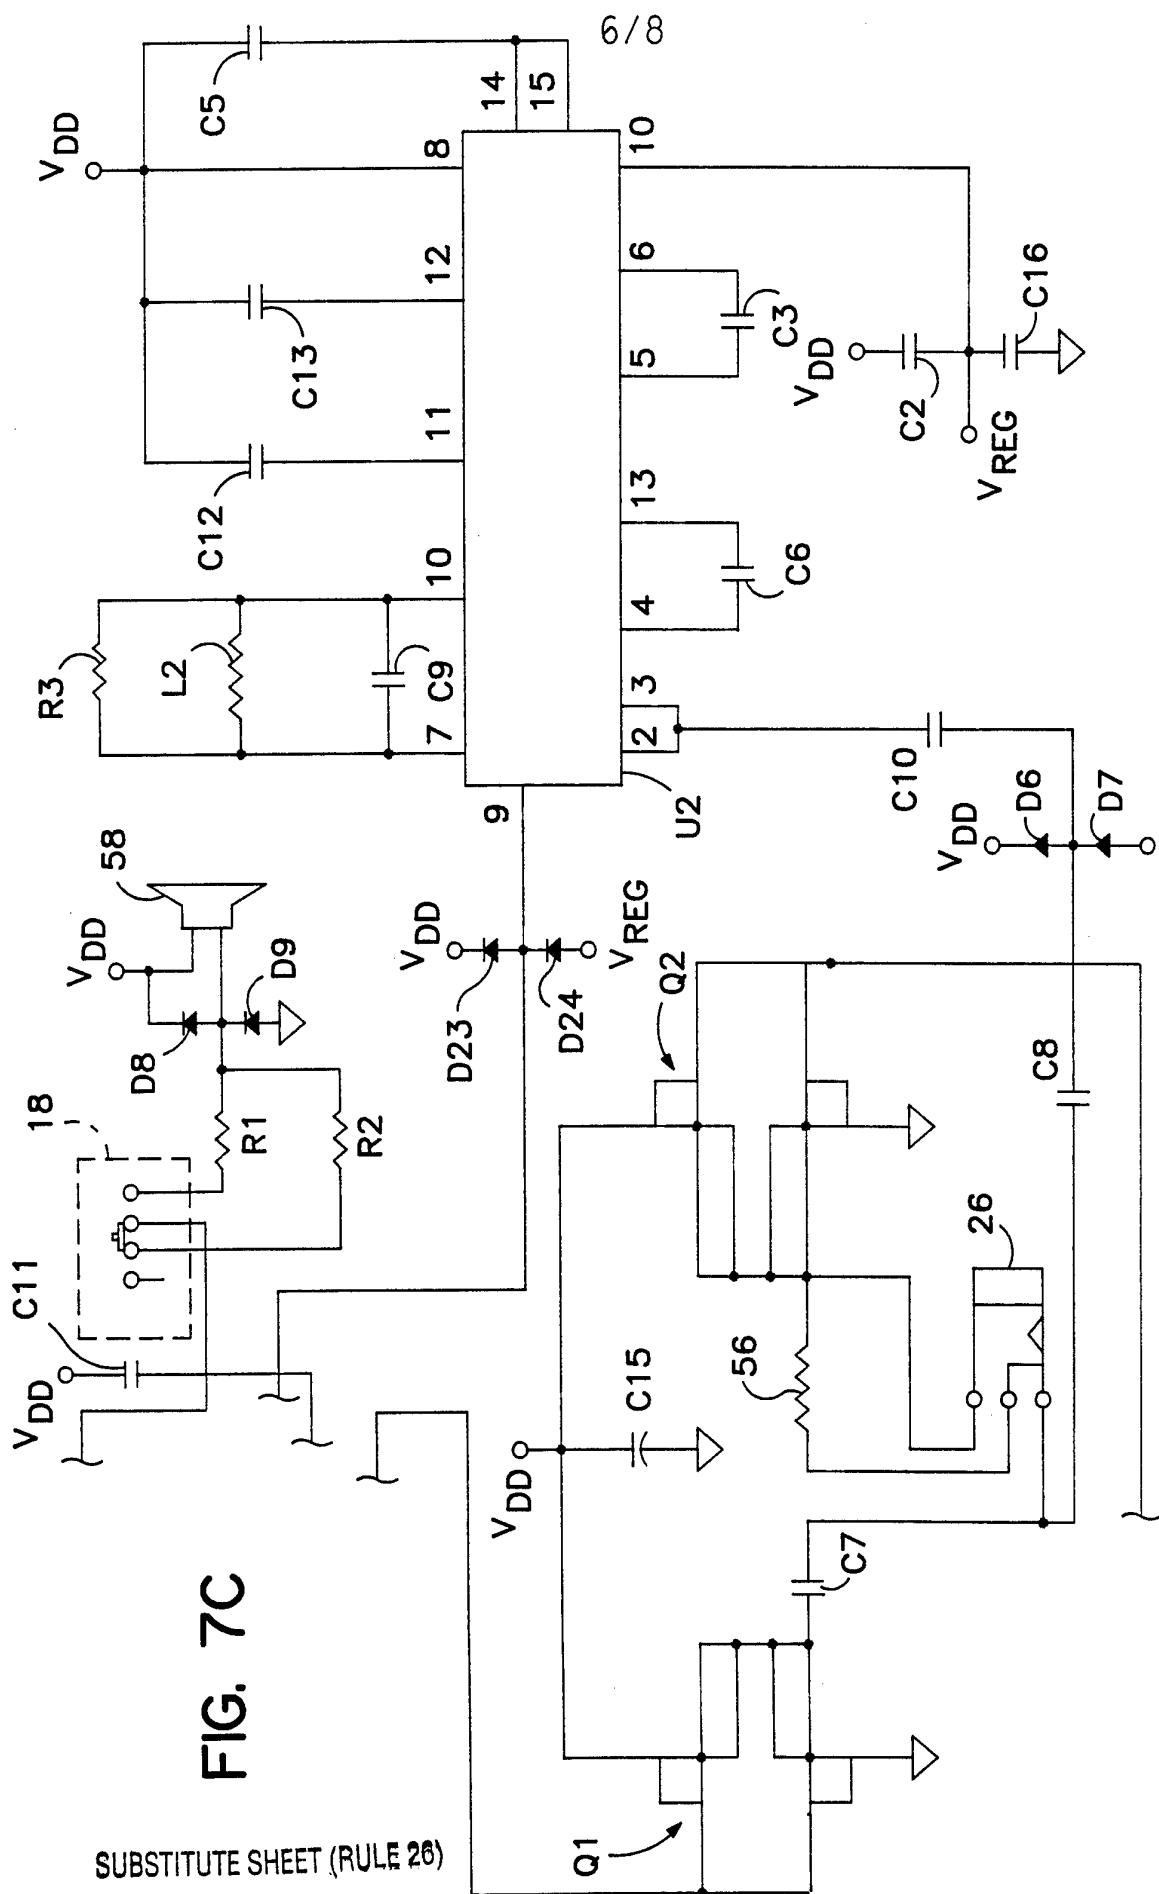 6/8
FIG. 7C
SUBSTITUTE SHEET (RULE 26)
VDD
C11
18
VDD
58
D8
D9
R1
R2
R3
L2
C9
C12
C13
VDD
C5
7
10
11
12
8
14
15
9
U2
2
3
4
13
5
6
10
C6
C3
VDD
C2
C16
VREG
VDD
D23
D24
VREG
C10
VDD
D6
D7
Q2
C8
VDD
C15
56
26
C7
Q1